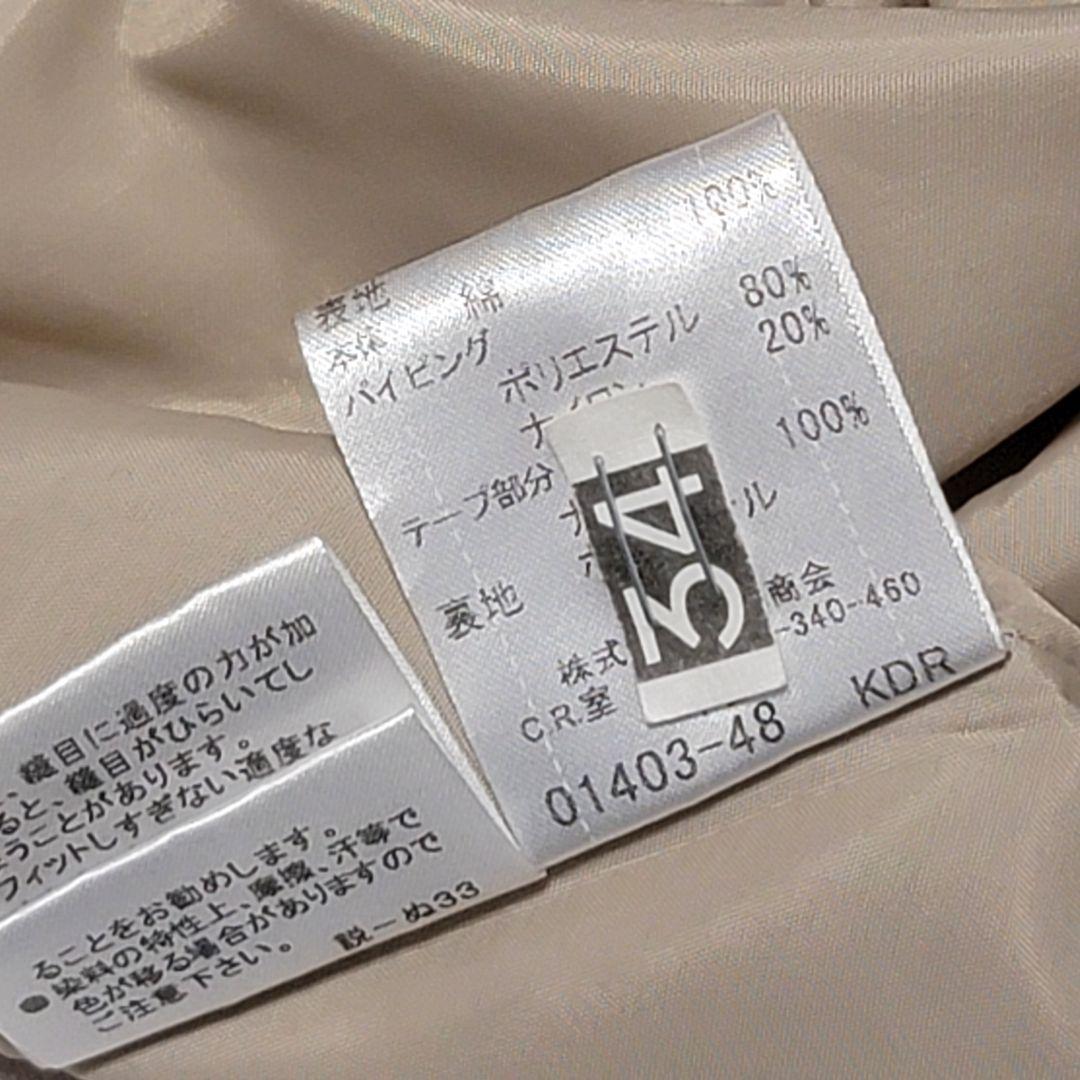 表地 綿 100%
本体
パイピング
ポリエステル 80%
ナイロン 20%
テープ部分
100%
裏地
ル
34
株式 商会
C.R.室 -340-460
01403-48 KDR
縫目に過度の力が加
ると、縫目がひらいてし
まうことがあります。
フィットしすぎない適度な
ることをお勧めします。
●染料の特性上、摩擦、汗等で
色が移る場合がありますので
ご注意下さい。
説ーぬ33